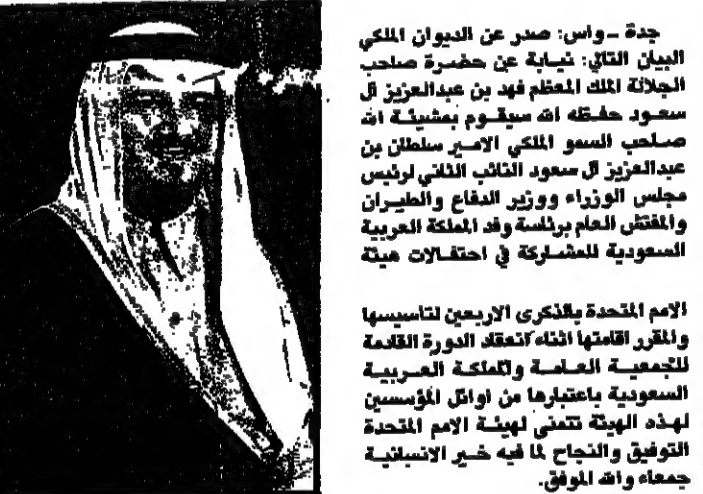 جدة - واس: صدر عن الديوان الملكي
البيان التالي: نيابة عن حضرة صاحب
الجلالة الملك المعظم فهد بن عبدالعزيز آل
سعود حفظه الله سيقوم بمشيئة الله
صاحب السمو الملكي الامير سلطان بن
عبدالعزيز آل سعود النائب الثاني لرئيس
مجلس الوزراء ووزير الدفاع والطيران
والمفتش العام برئاسة وفد المملكة العربية
السعودية للمشاركة في احتفالات هيئة
الامم المتحدة بالذكرى الاربعين لتأسيسها
والمقرر اقامتها اثناء انعقاد الدورة القادمة
للجمعية العامة والمملكة العربية
السعودية باعتبارها من اوائل المؤسسين
لهذه الهيئة تتمنى لهيئة الامم المتحدة
التوفيق والنجاح لما فيه خير الانسانية
جمعاء والله الموفق.